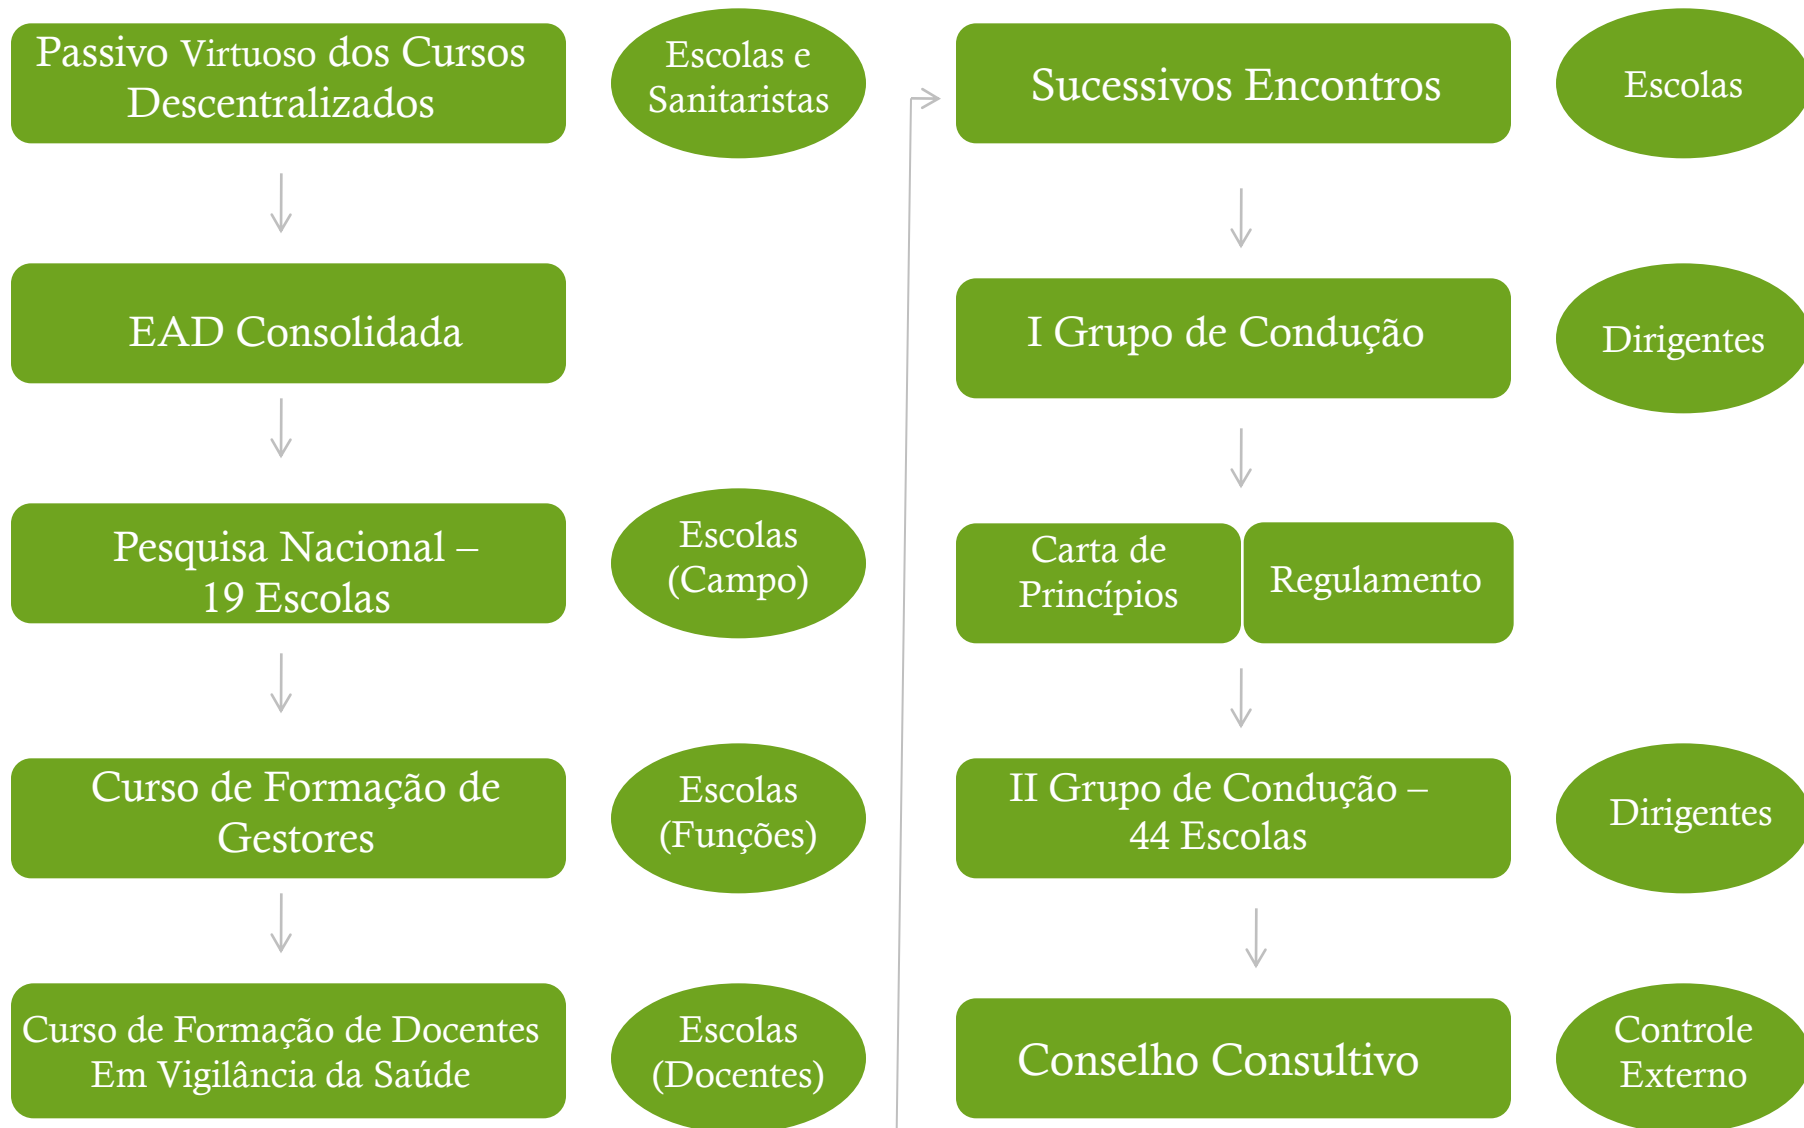 Passivo Virtuoso dos Cursos
Descentralizados
Escolas e
Sanitaristas
EAD Consolidada
Pesquisa Nacional –
19 Escolas
Escolas
(Campo)
Curso de Formação de
Gestores
Escolas
(Funções)
Curso de Formação de Docentes
Em Vigilância da Saúde
Escolas
(Docentes)
Sucessivos Encontros
Escolas
I Grupo de Condução
Dirigentes
Carta de
Princípios
Regulamento
II Grupo de Condução –
44 Escolas
Dirigentes
Conselho Consultivo
Controle
Externo